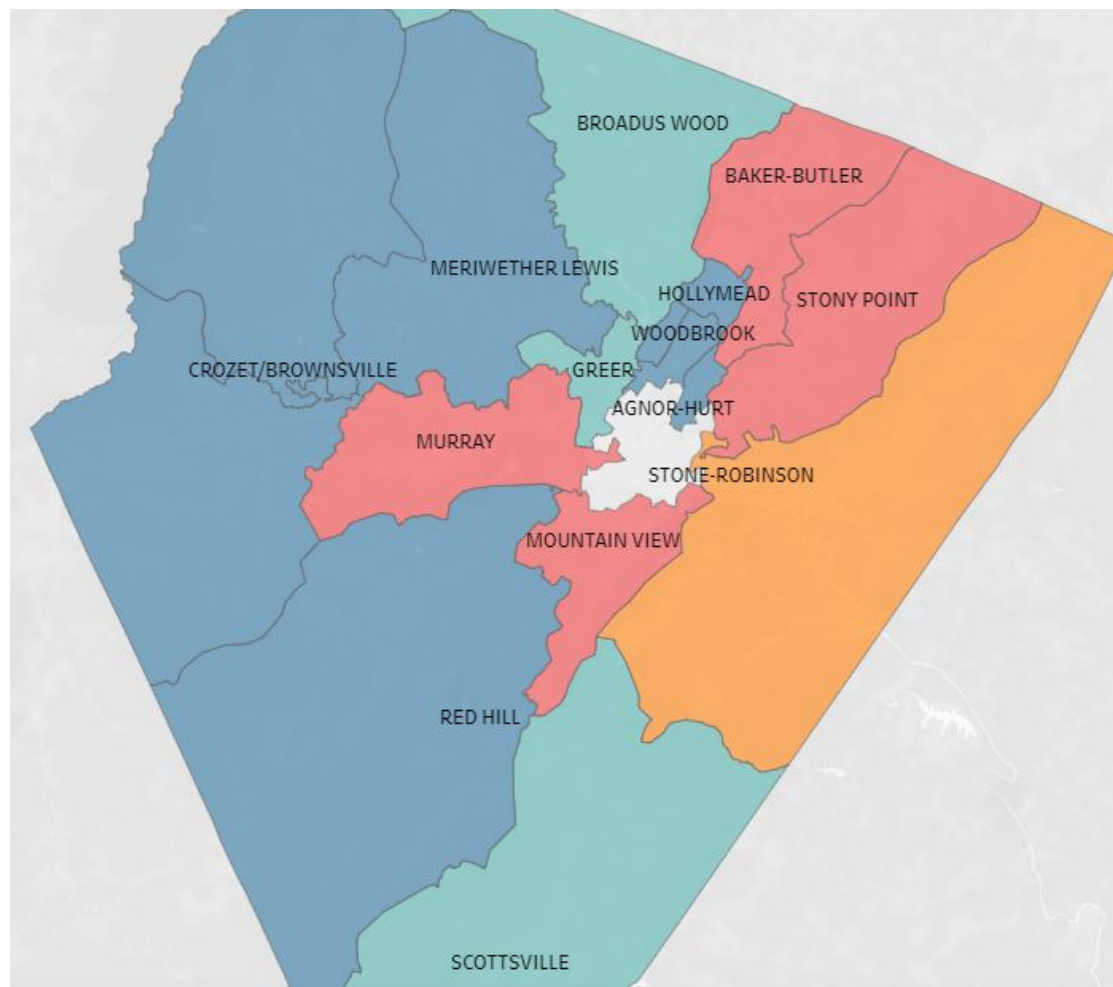 BROADUS WOOD
BAKER-BUTLER
MERIWETHER LEWIS
HOLLYMEAD
STONY POINT
WOODBROOK
CROZET/BROWNSVILLE
GREER
AGNOR-HURT
MURRAY
STONE-ROBINSON
MOUNTAIN VIEW
RED HILL
SCOTTSVILLE